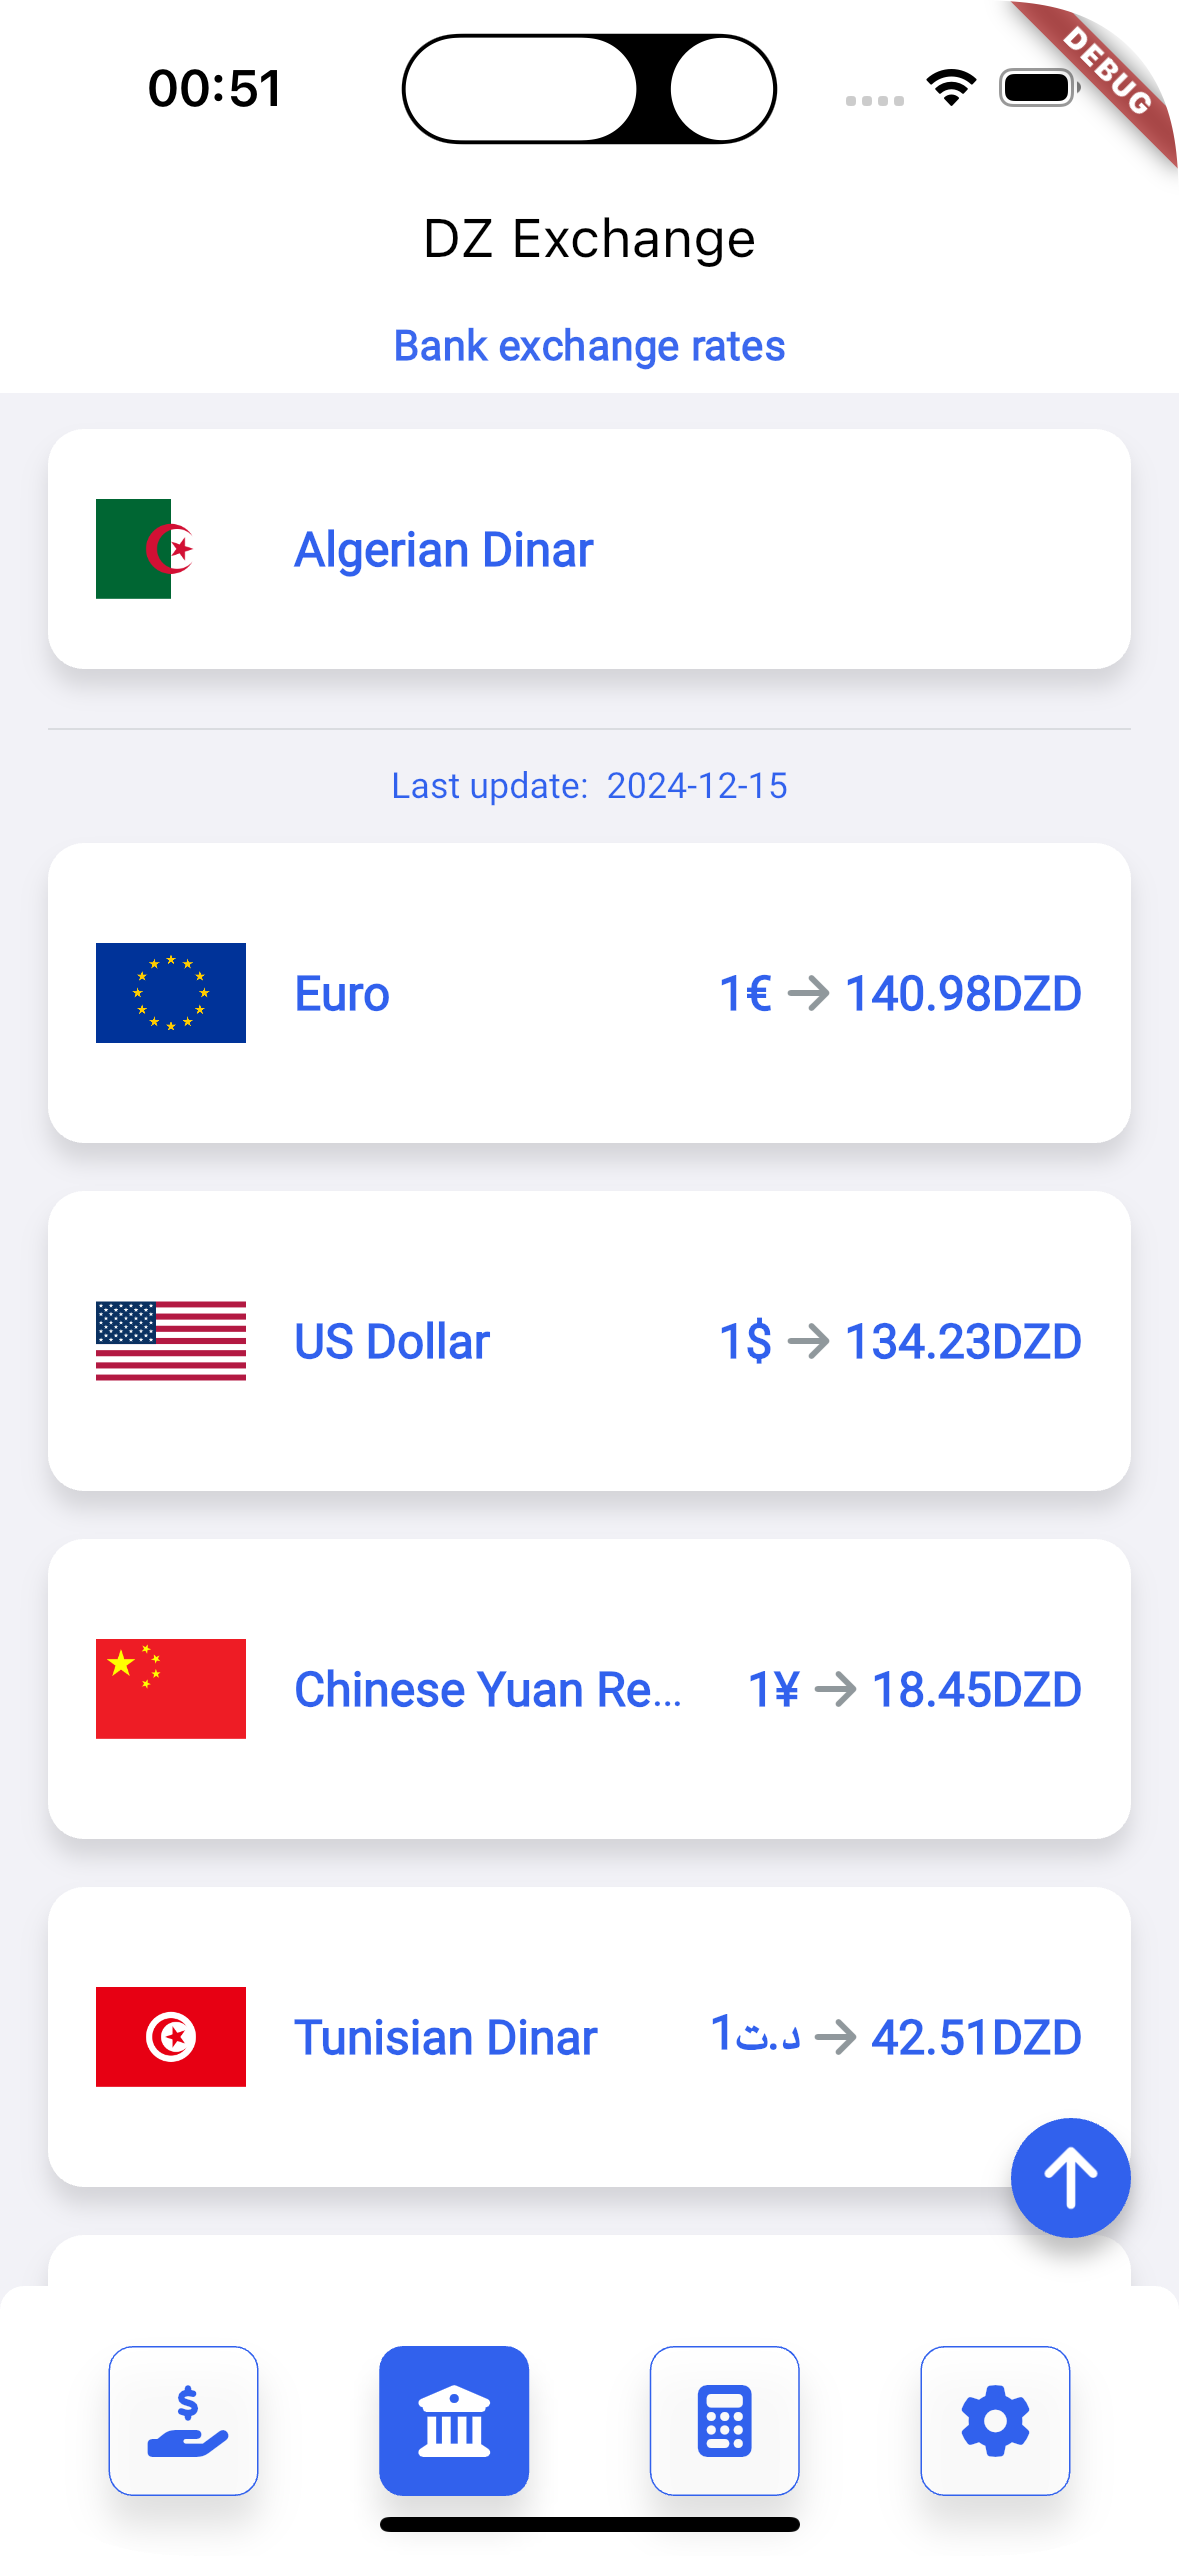 00:51
DEBUG
DZ Exchange
Bank exchange rates
Algerian Dinar
Last update: 2024-12-15
Euro 1€ → 140.98DZD
US Dollar 1$ → 134.23DZD
Chinese Yuan Re... 1¥ → 18.45DZD
Tunisian Dinar 1د.ت → 42.51DZD